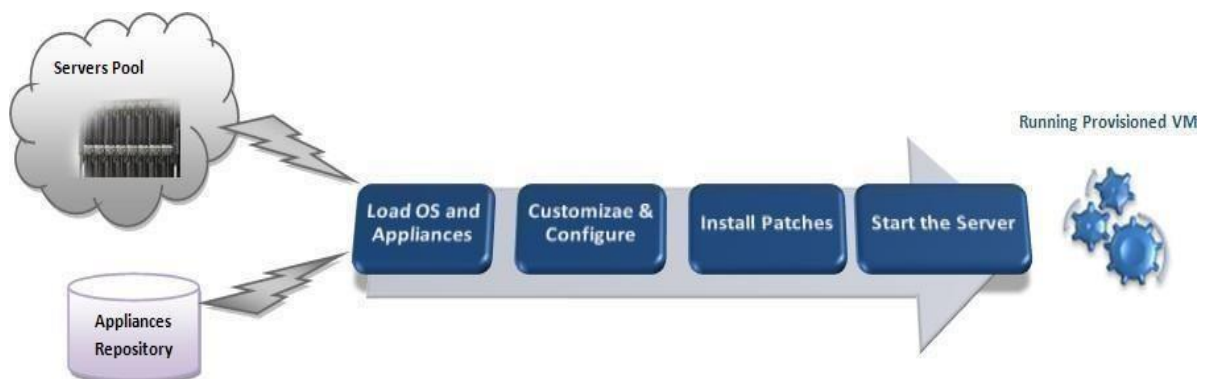 Servers Pool
Running Provisioned VM
Load OS and
Appliances
Customizae &
Configure
Install Patches
Start the Server
Appliances
Repository